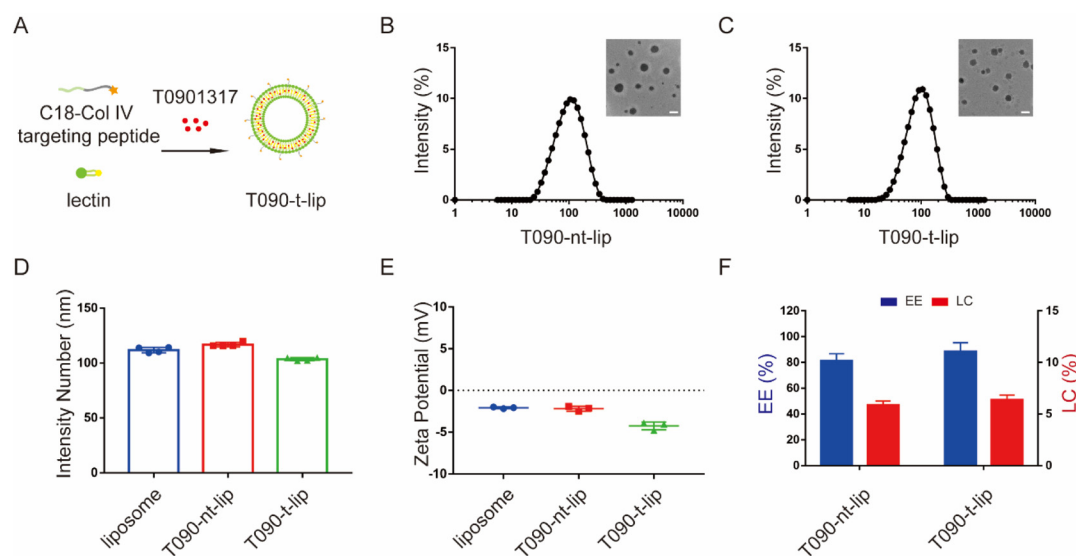 A
C18-Col IV
targeting peptide
lectin
T0901317
T090-t-lip
B
Intensity (%)
15
10
5
0
1
10
100
1000
10000
T090-nt-lip
C
Intensity (%)
15
10
5
0
1
10
100
1000
10000
T090-t-lip
D
Intensity Number (nm)
150
100
50
0
liposome
T090-nt-lip
T090-t-lip
E
Zeta Potential (mV)
10
5
0
-5
-10
liposome
T090-nt-lip
T090-t-lip
F
EE
LC
EE (%)
120
100
80
60
40
20
0
LC (%)
15
10
5
0
T090-nt-lip
T090-t-lip